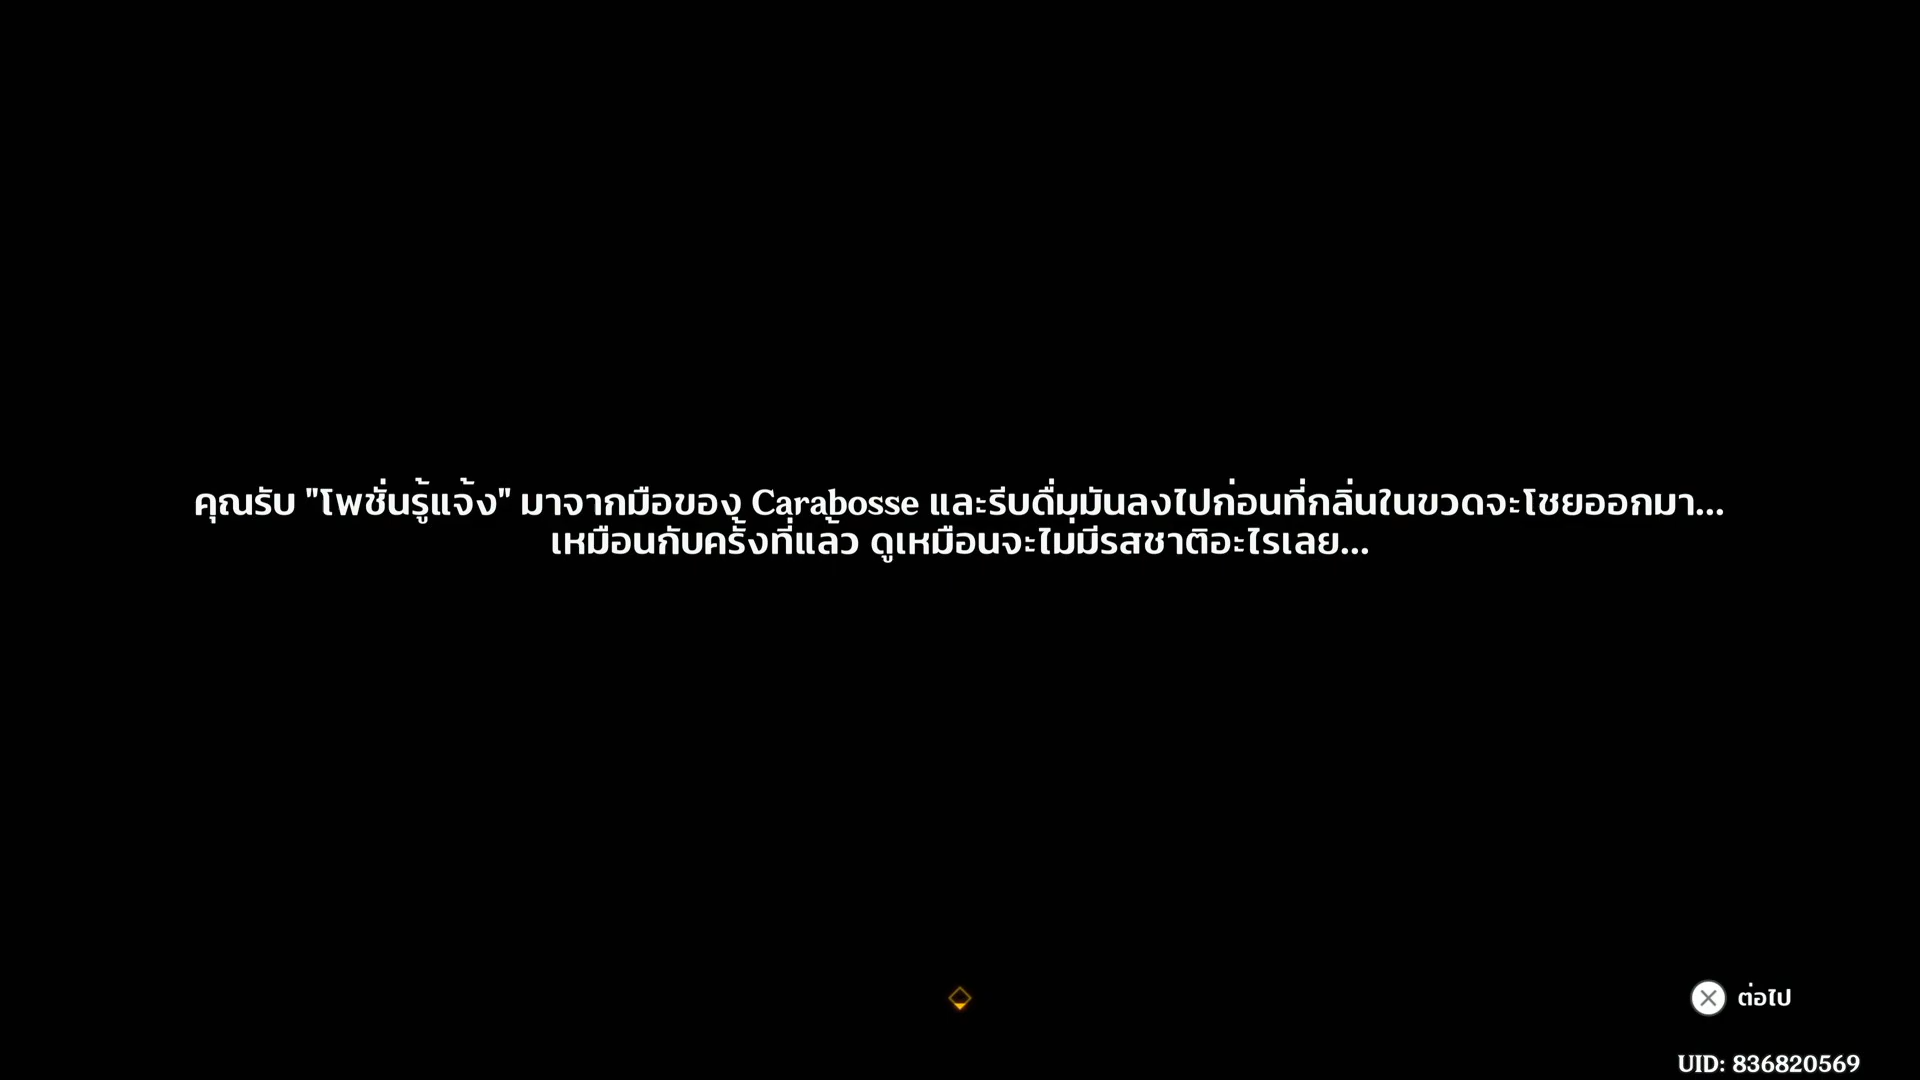 คุณรับ "โพชั่นรู้แจ้ง" มาจากมือของ Carabosse และรีบดื่มมันลงไปก่อนที่กลิ่นในขวดจะโชยออกมา...
เหมือนกับครั้งที่แล้ว ดูเหมือนจะไม่มีรสชาติอะไรเลย...
ต่อไป
UID: 836820569